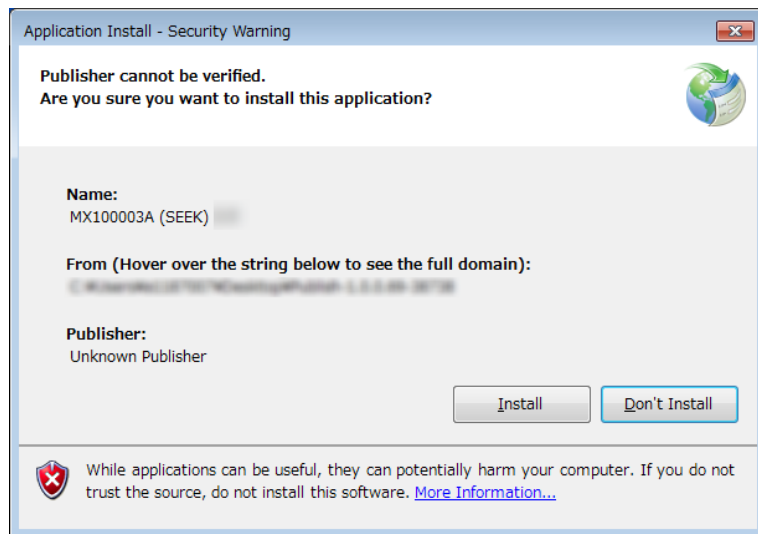 Application Install - Security Warning
Publisher cannot be verified.
Are you sure you want to install this application?
Name:
MX100003A (SEEK)
From (Hover over the string below to see the full domain):
Publisher:
Unknown Publisher
Install
Don't Install
While applications can be useful, they can potentially harm your computer. If you do not
trust the source, do not install this software. More Information...